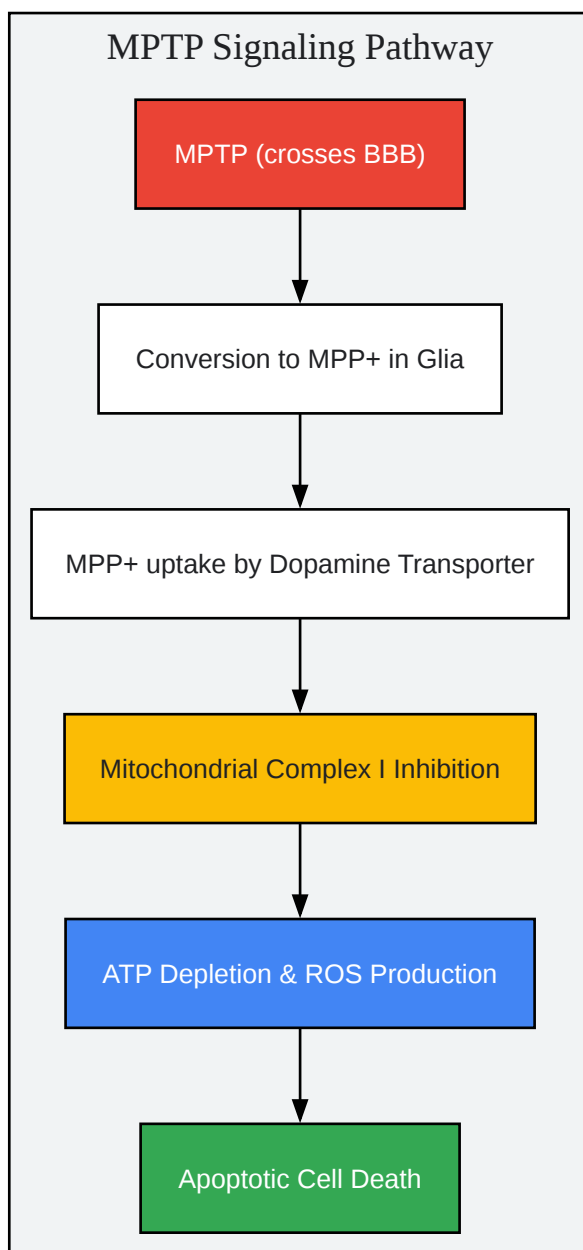 MPTP Signaling Pathway
MPTP (crosses BBB)
Conversion to MPP+ in Glia
MPP+ uptake by Dopamine Transporter
Mitochondrial Complex I Inhibition
ATP Depletion & ROS Production
Apoptotic Cell Death